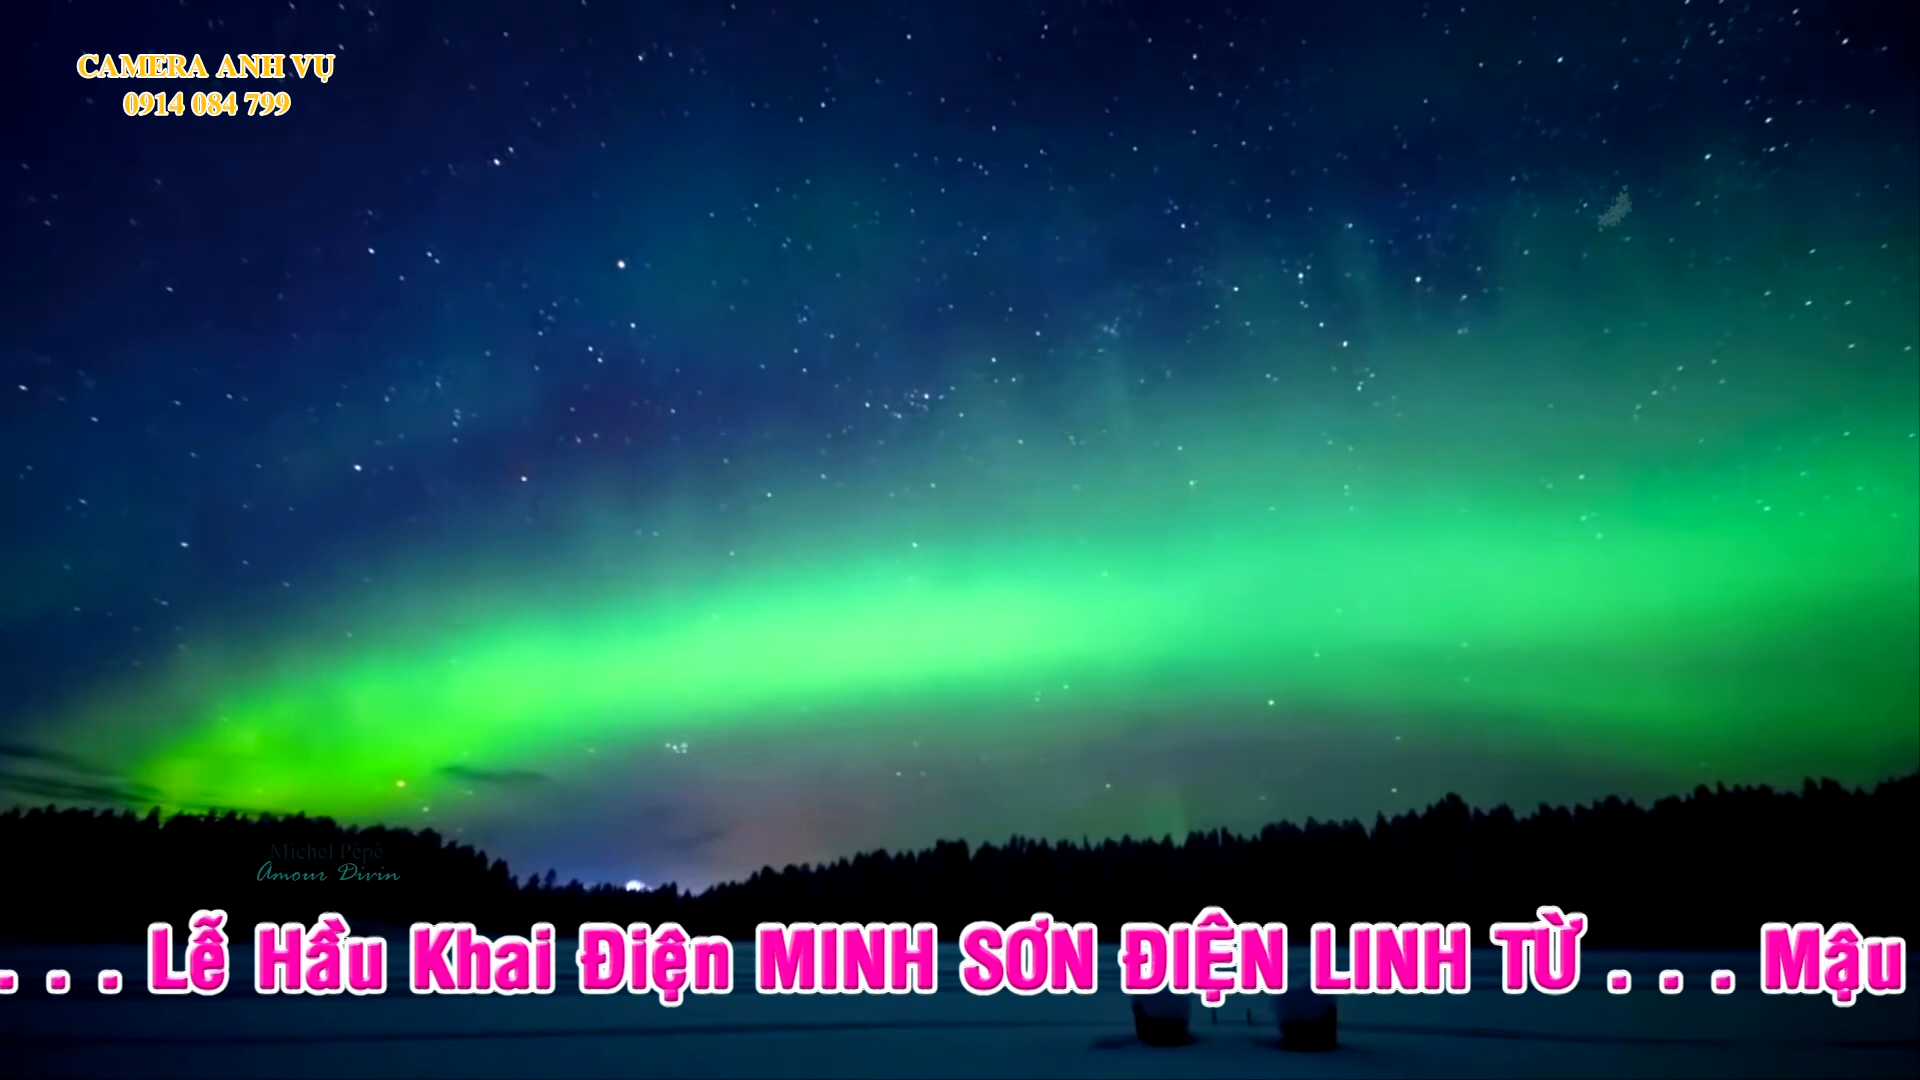 CAMERA ANH VỤ
0914 084 799
Michel Pépè
Amour Divin
. . . Lễ Hầu Khai Điện MINH SƠN ĐIỆN LINH TỪ . . . Mậu